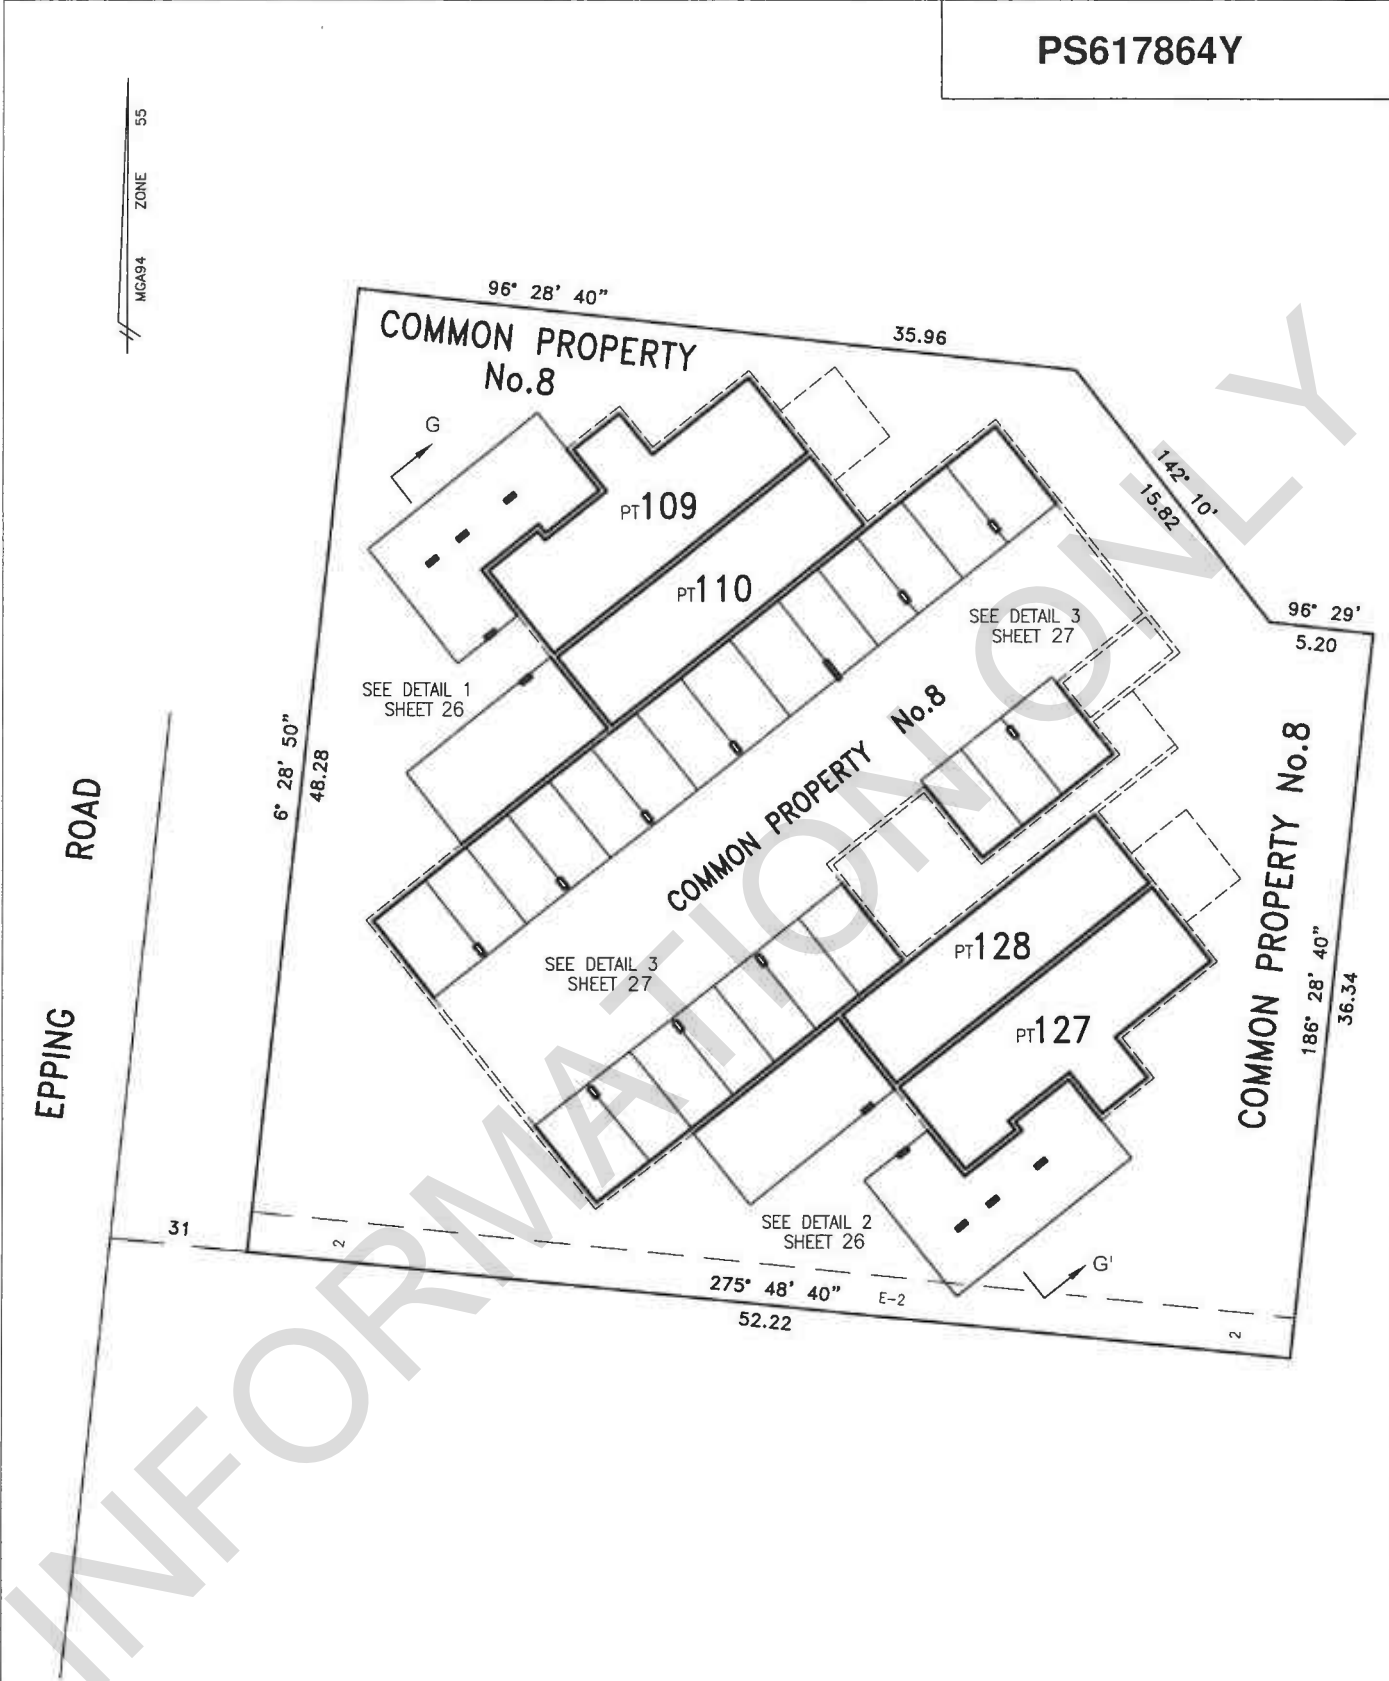 PS617864Y
MGA94 ZONE 55
96° 28' 40"
35.96
COMMON PROPERTY
No.8
G
142° 10'
15.82
PT109
PT110
96° 29'
5.20
SEE DETAIL 3
SHEET 27
SEE DETAIL 1
SHEET 26
6° 28' 50"
48.28
COMMON PROPERTY No.8
COMMON PROPERTY No.8
EPPING ROAD
PT128
SEE DETAIL 3
SHEET 27
186° 28' 40"
36.34
PT127
31
2
SEE DETAIL 2
SHEET 26
G'
275° 48' 40"
E-2
52.22
2
INFORMATION ONLY